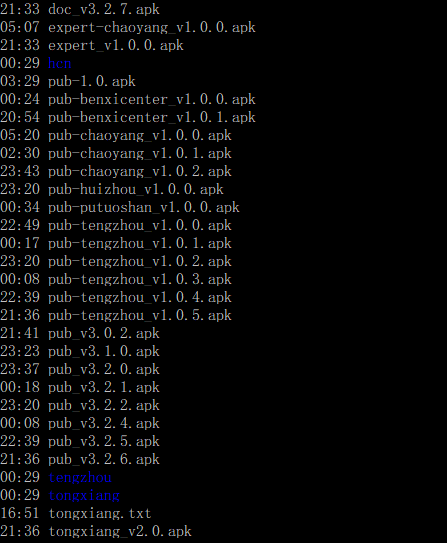 21:33 doc_v3.2.7.apk
05:07 expert-chaoyang_v1.0.0.apk
21:33 expert_v1.0.0.apk
00:29 hcn
03:29 pub-1.0.apk
00:24 pub-benxicenter_v1.0.0.apk
20:54 pub-benxicenter_v1.0.1.apk
05:20 pub-chaoyang_v1.0.0.apk
02:30 pub-chaoyang_v1.0.1.apk
23:43 pub-chaoyang_v1.0.2.apk
23:20 pub-huizhou_v1.0.0.apk
00:34 pub-putuoshan_v1.0.0.apk
22:49 pub-tengzhou_v1.0.0.apk
00:17 pub-tengzhou_v1.0.1.apk
23:20 pub-tengzhou_v1.0.2.apk
00:08 pub-tengzhou_v1.0.3.apk
22:39 pub-tengzhou_v1.0.4.apk
21:36 pub-tengzhou_v1.0.5.apk
21:41 pub_v3.0.2.apk
23:23 pub_v3.1.0.apk
23:37 pub_v3.2.0.apk
00:18 pub_v3.2.1.apk
23:20 pub_v3.2.2.apk
00:08 pub_v3.2.4.apk
22:39 pub_v3.2.5.apk
21:36 pub_v3.2.6.apk
00:29 tengzhou
00:29 tongxiang
16:51 tongxiang.txt
21:36 tongxiang_v2.0.apk